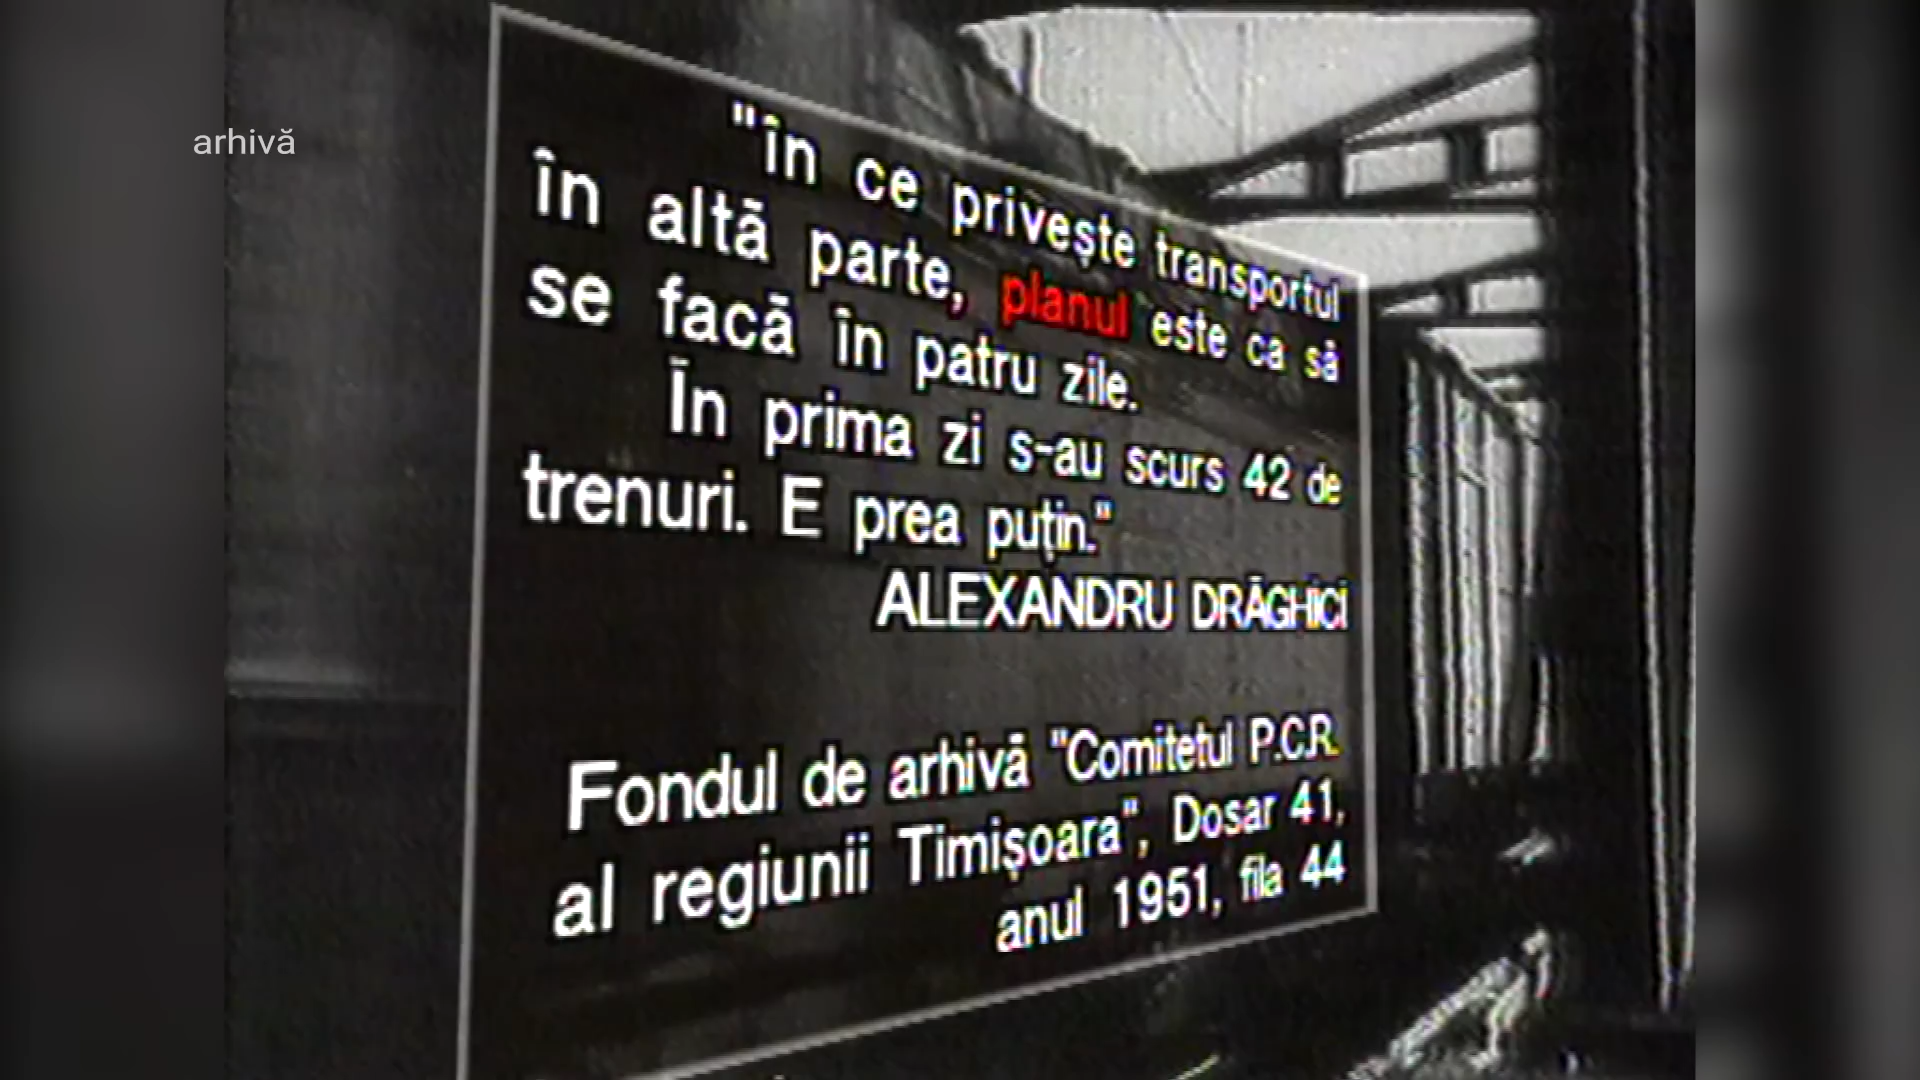 arhivă
"în ce privește transportul
în altă parte, planul este ca să
se facă în patru zile.
În prima zi s-au scurs 42 de
trenuri. E prea puțin."
ALEXANDRU DRĂGHICI
Fondul de arhivă "Comitetul P.C.R.
al regiunii Timișoara", Dosar 41,
anul 1951, fila 44